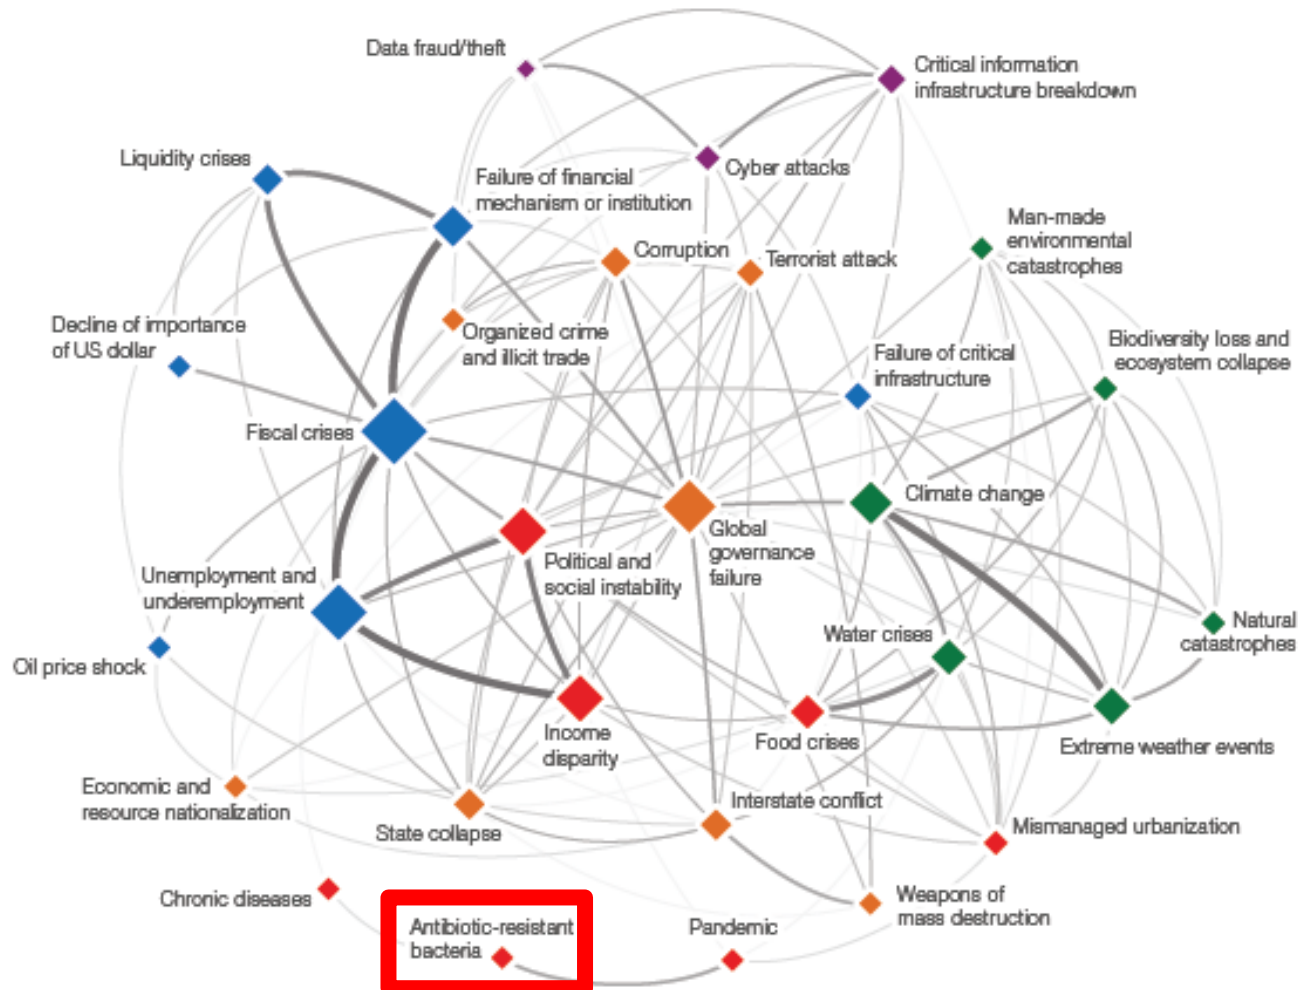 Data fraud/theft
Critical information
infrastructure breakdown
Liquidity crises
Cyber attacks
Failure of financial
mechanism or institution
Man-made
environmental
catastrophes
Corruption
Terrorist attack
Decline of importance
of US dollar
Organized crime
and illicit trade
Failure of critical
infrastructure
Biodiversity loss and
ecosystem collapse
Fiscal crises
Climate change
Global
governance
failure
Political and
social instability
Unemployment and
underemployment
Water crises
Natural
catastrophes
Oil price shock
Income
disparity
Food crises
Extreme weather events
Economic and
resource nationalization
State collapse
Interstate conflict
Mismanaged urbanization
Chronic diseases
Antibiotic-resistant
bacteria
Pandemic
Weapons of
mass destruction